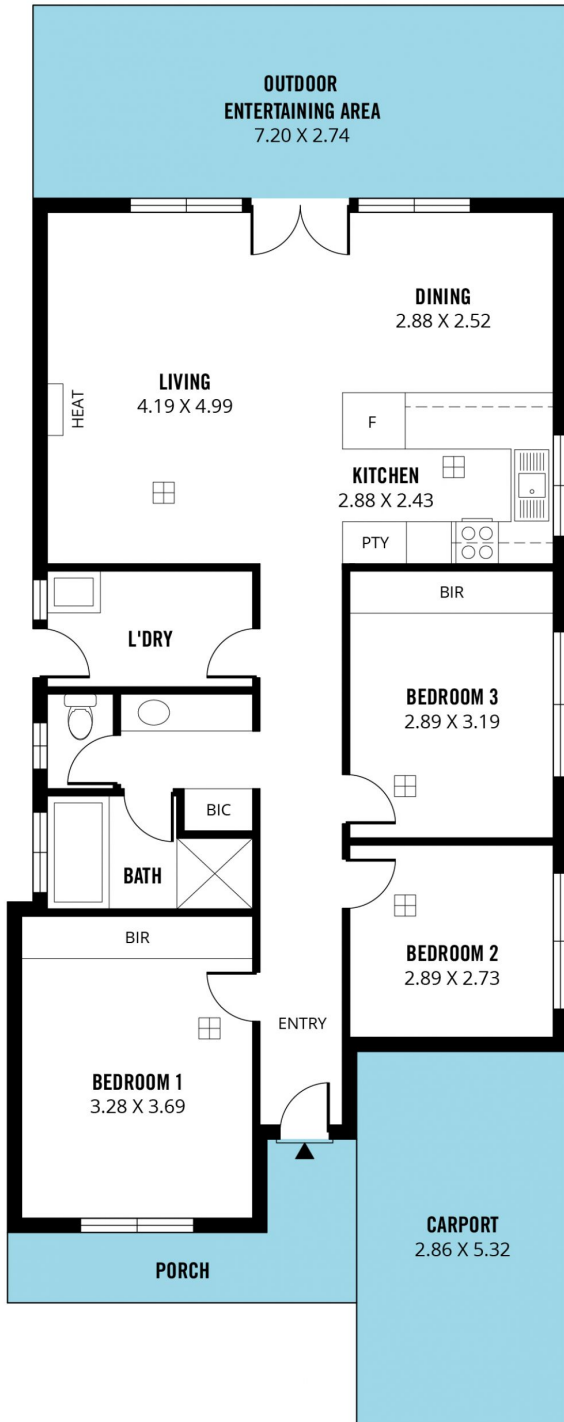 OUTDOOR
ENTERTAINING AREA
7.20 X 2.74
DINING
2.88 X 2.52
LIVING
4.19 X 4.99
HEAT
F
KITCHEN
2.88 X 2.43
PTY
BIR
L'DRY
BEDROOM 3
2.89 X 3.19
BIC
BATH
BIR
BEDROOM 2
2.89 X 2.73
ENTRY
BEDROOM 1
3.28 X 3.69
CARPORT
2.86 X 5.32
PORCH